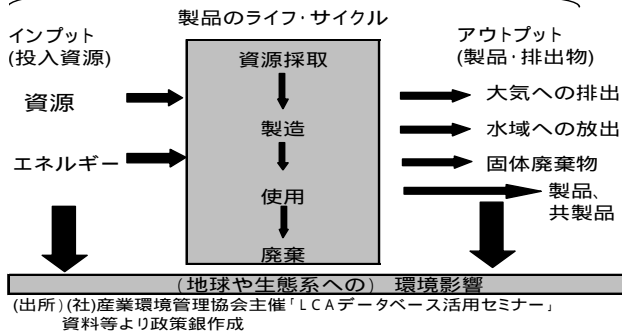 製品のライフ・サイクル
インプット
(投入資源)
アウトプット
(製品・排出物)
資源
エネルギー
資源採取
製造
使用
廃棄
大気への排出
水域への放出
固体廃棄物
製品、
共製品
(地球や生態系への) 環境影響
(出所)(社)産業環境管理協会主催「LCAデータベース活用セミナー」
資料等より政策銀作成